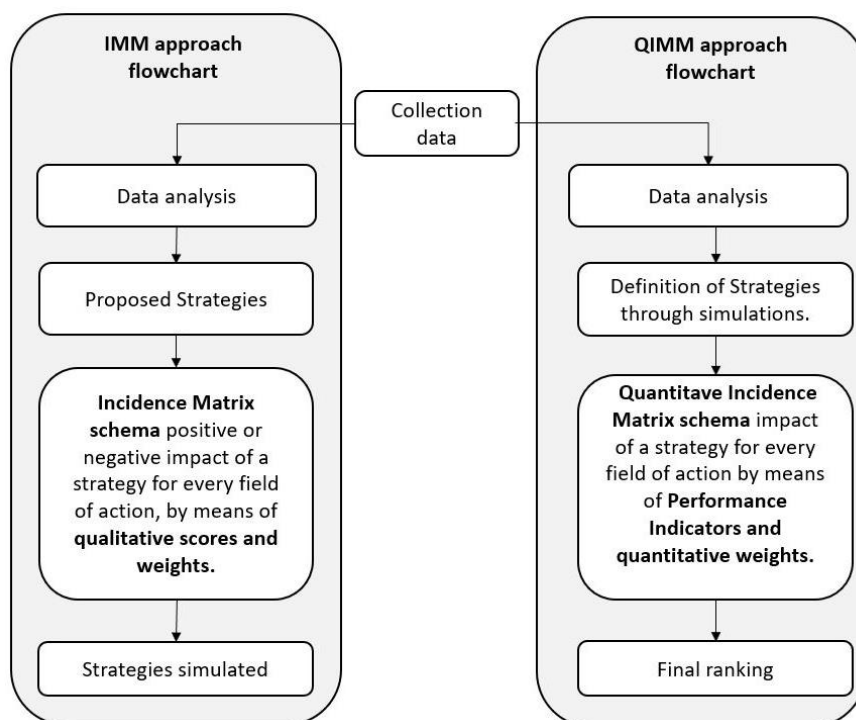 IMM approach
flowchart
QIMM approach
flowchart
Collection
data
Data analysis
Proposed Strategies
Incidence Matrix
schema positive or
negative impact of a
strategy for every field
of action, by means of
qualitative scores and
weights.
Strategies simulated
Data analysis
Definition of Strategies
through simulations.
Quantitave Incidence
Matrix schema impact
of a strategy for every
field of action by means
of Performance
Indicators and
quantitative weights.
Final ranking